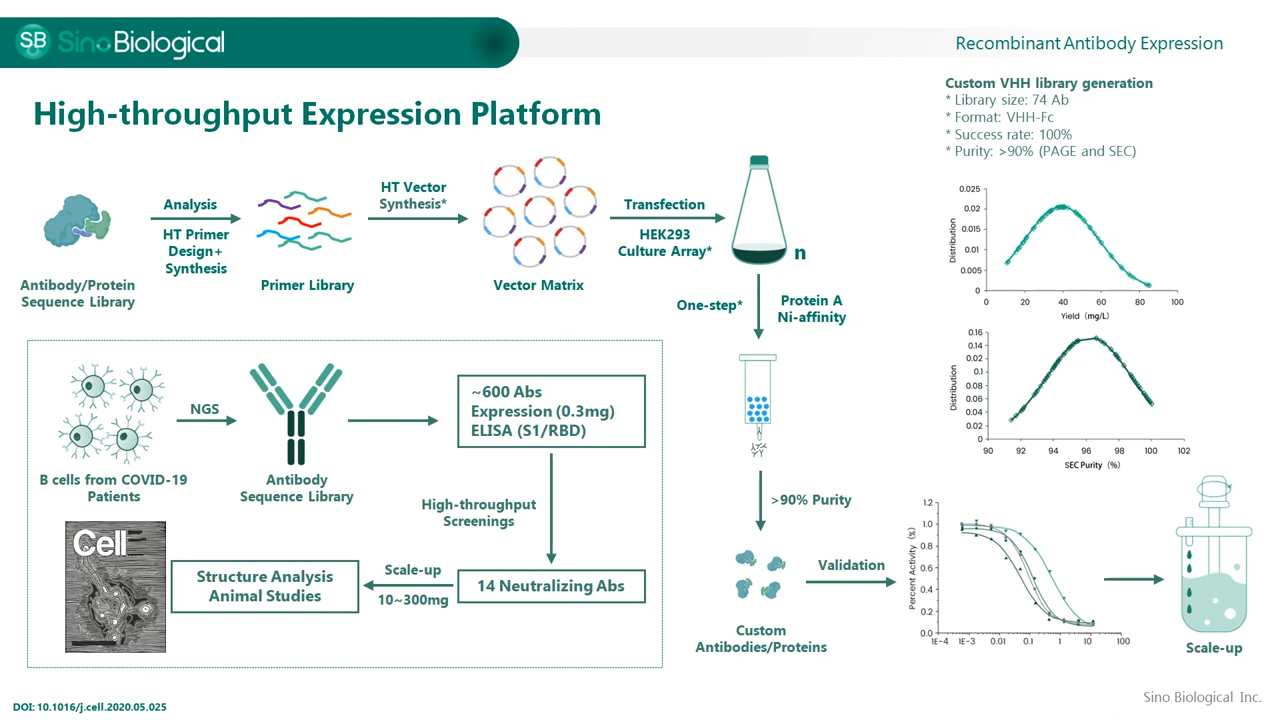 SB SinoBiological
Recombinant Antibody Expression
High-throughput Expression Platform
Custom VHH library generation
* Library size: 74 Ab
* Format: VHH-Fc
* Success rate: 100%
* Purity: >90% (PAGE and SEC)
Antibody/Protein
Sequence Library
Analysis
HT Primer
Design+
Synthesis
Primer Library
HT Vector
Synthesis*
Vector Matrix
Transfection
HEK293
Culture Array*
n
One-step*
Protein A
Ni-affinity
>90% Purity
Custom
Antibodies/Proteins
Validation
Scale-up
B cells from COVID-19
Patients
NGS
Antibody
Sequence Library
~600 Abs
Expression (0.3mg)
ELISA (S1/RBD)
High-throughput
Screenings
14 Neutralizing Abs
Scale-up
10~300mg
Structure Analysis
Animal Studies
Cell
Distribution
0.025
0.02
0.015
0.01
0.005
0
0 20 40 60 80 100
Yield (mg/L)
Distribution
0.16
0.14
0.02
0.1
0.08
0.06
0.04
0.02
0
90 92 94 96 98 100 102
SEC Purity (%)
Percent Activity (%)
1.2
1.0
0.8
0.6
0.4
0.2
0.0
1E-4 1E-3 0.01 0.1 1 10 100
DOI: 10.1016/j.cell.2020.05.025
Sino Biological Inc.